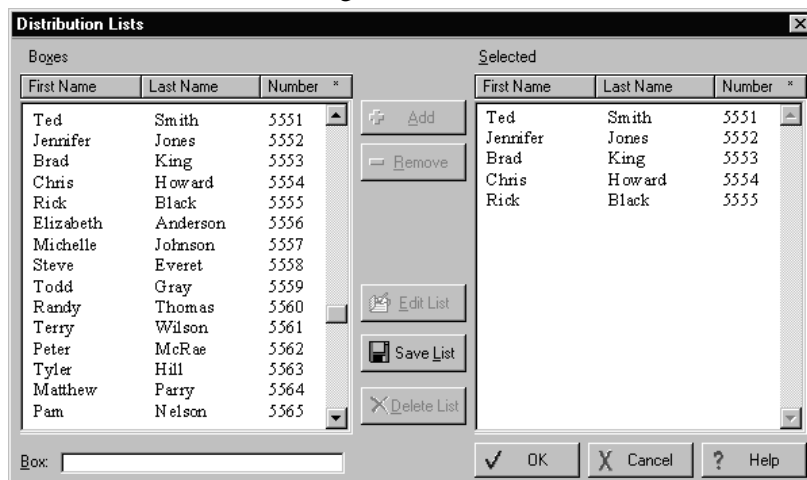 Distribution Lists
Boxes
First Name Last Name Number *
Ted Smith 5551
Jennifer Jones 5552
Brad King 5553
Chris Howard 5554
Rick Black 5555
Elizabeth Anderson 5556
Michelle Johnson 5557
Steve Everet 5558
Todd Gray 5559
Randy Thomas 5560
Terry Wilson 5561
Peter McRae 5562
Tyler Hill 5563
Matthew Parry 5564
Pam Nelson 5565
Box:
Add
Remove
Edit List
Save List
Delete List
Selected
First Name Last Name Number *
Ted Smith 5551
Jennifer Jones 5552
Brad King 5553
Chris Howard 5554
Rick Black 5555
OK Cancel ? Help